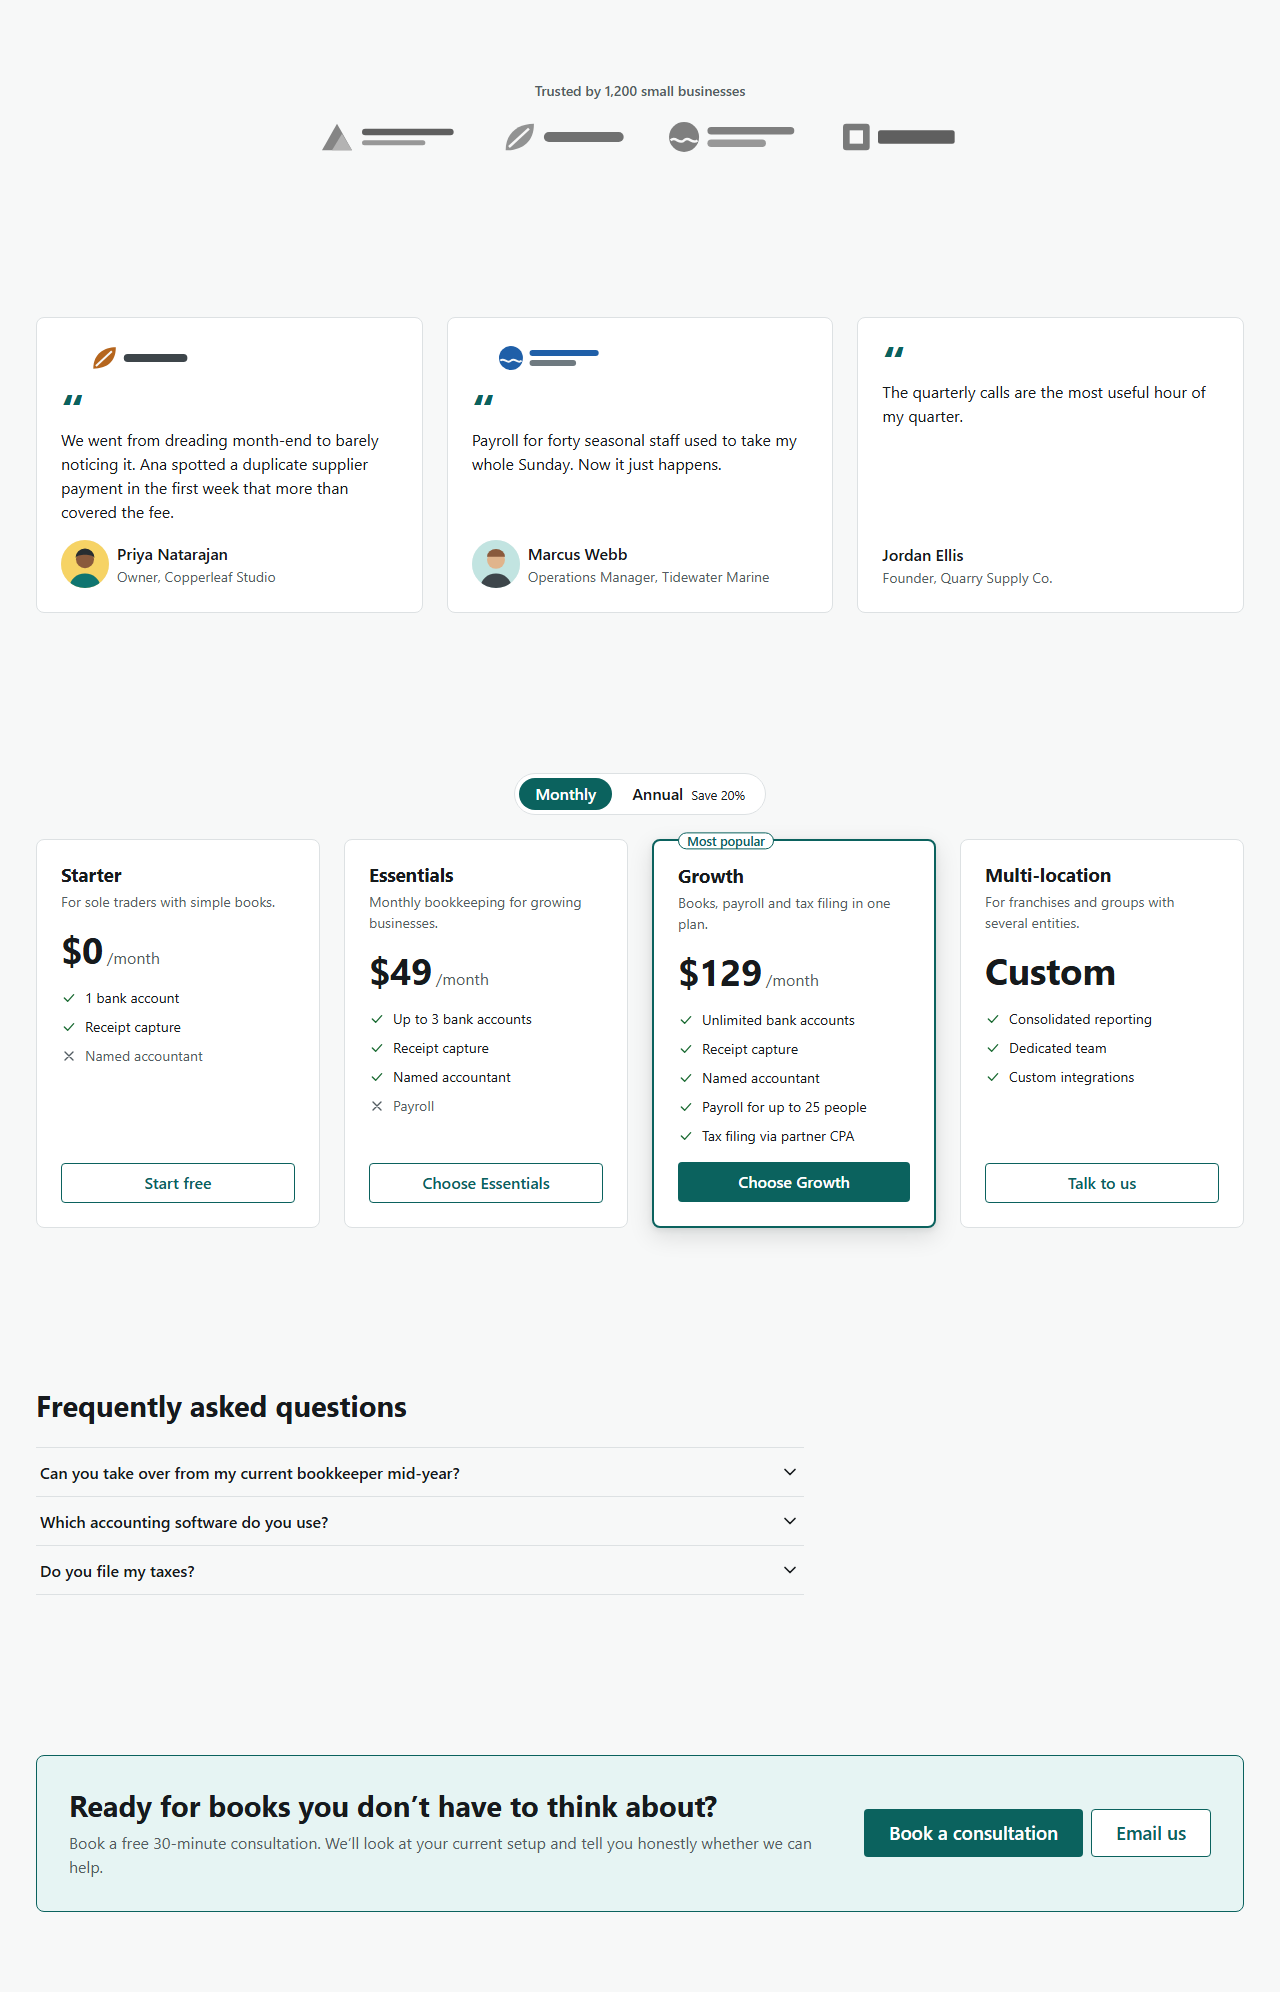 Trusted by 1,200 small businesses
“
We went from dreading month-end to barely
noticing it. Ana spotted a duplicate supplier
payment in the first week that more than
covered the fee.
Priya Natarajan
Owner, Copperleaf Studio
“
Payroll for forty seasonal staff used to take my
whole Sunday. Now it just happens.
Marcus Webb
Operations Manager, Tidewater Marine
“
The quarterly calls are the most useful hour of
my quarter.
Jordan Ellis
Founder, Quarry Supply Co.
Monthly
Annual Save 20%
Starter
For sole traders with simple books.
$0 /month
1 bank account
Receipt capture
Named accountant
Start free
Essentials
Monthly bookkeeping for growing
businesses.
$49 /month
Up to 3 bank accounts
Receipt capture
Named accountant
Payroll
Choose Essentials
Most popular
Growth
Books, payroll and tax filing in one
plan.
$129 /month
Unlimited bank accounts
Receipt capture
Named accountant
Payroll for up to 25 people
Tax filing via partner CPA
Choose Growth
Multi-location
For franchises and groups with
several entities.
Custom
Consolidated reporting
Dedicated team
Custom integrations
Talk to us
Frequently asked questions
Can you take over from my current bookkeeper mid-year?
Which accounting software do you use?
Do you file my taxes?
Ready for books you don’t have to think about?
Book a free 30-minute consultation. We’ll look at your current setup and tell you honestly whether we can
help.
Book a consultation
Email us